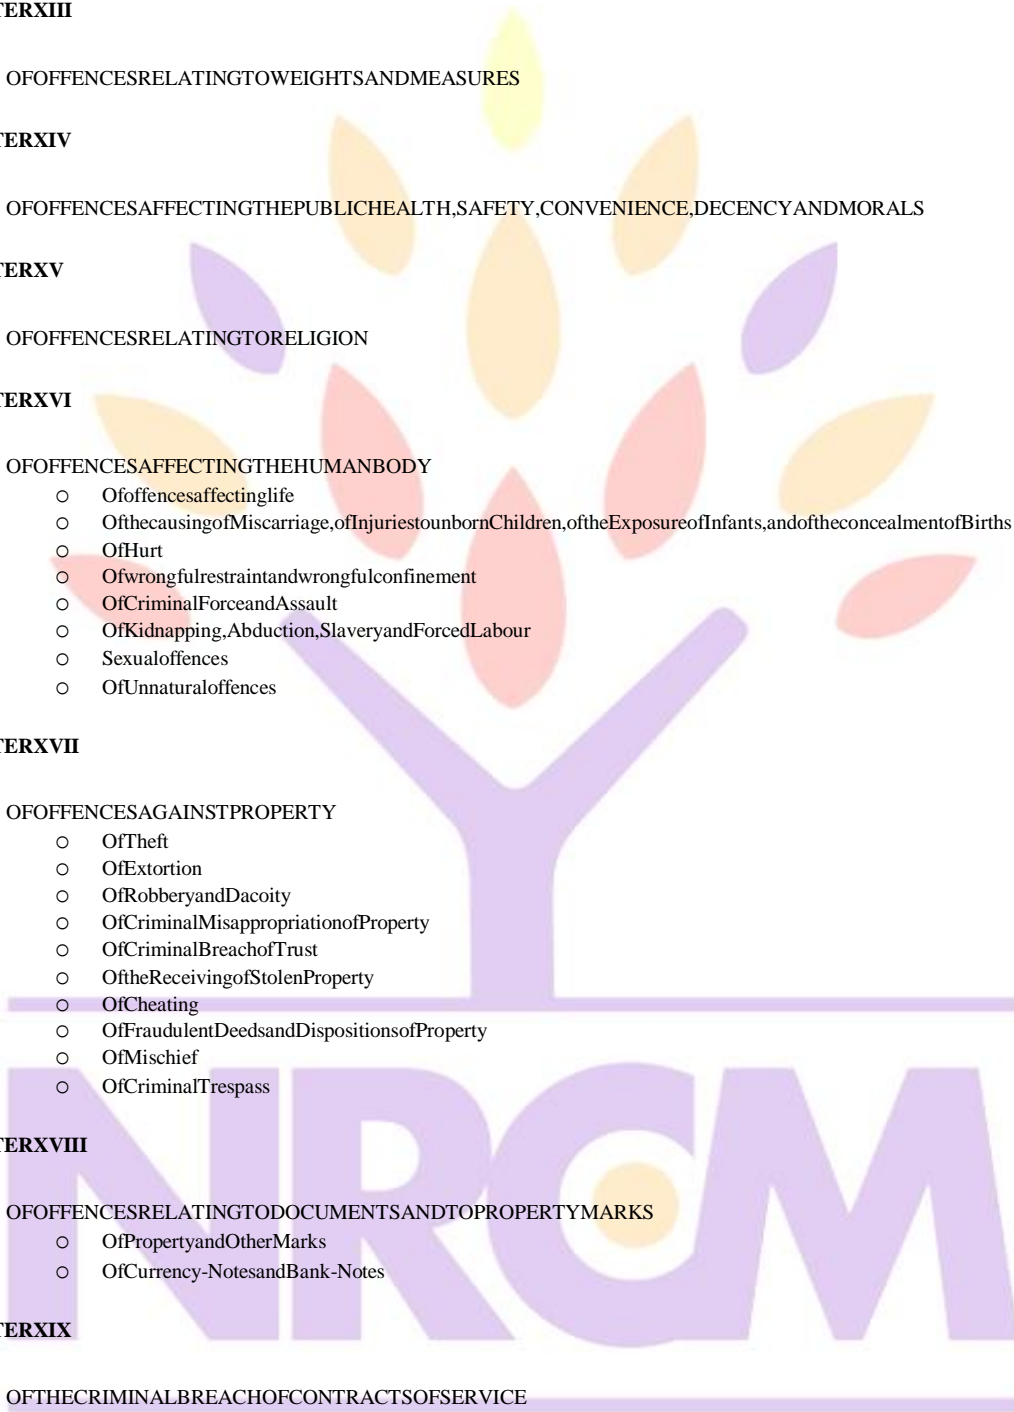 TERXIII
OFOFFENCESRELATINGTOWEIGHTSANDMEASURES
TERXIV
OFOFFENCESAFFECTINGTHEPUBLICHEALTH,SAFETY,CONVENIENCE,DECENCYANDMORALS
TERXV
OFOFFENCESRELATINGTORELIGION
TERXVI
OFOFFENCESAFFECTINGTHEHUMANBODY
○ Ofoffencesaffectinglife
○ OfthecausingofMiscarriage,ofInjuriestounbornChildren,oftheExposureofInfants,andoftheconcealmentofBirths
○ OfHurt
○ Ofwrongfulrestraintandwrongfulconfinement
○ OfCriminalForceandAssault
○ OfKidnapping,Abduction,SlaveryandForcedLabour
○ Sexualoffences
○ OfUnnaturaloffences
TERXVII
OFOFFENCESAGAINSTPROPERTY
○ OfTheft
○ OfExtortion
○ OfRobberyandDacoity
○ OfCriminalMisappropriationofProperty
○ OfCriminalBreachofTrust
○ OftheReceivingofStolenProperty
○ OfCheating
○ OfFraudulentDeedsandDispositionsofProperty
○ OfMischief
○ OfCriminalTrespass
TERXVIII
OFOFFENCESRELATINGTODOCUMENTSANDTOPROPERTYMARKS
○ OfPropertyandOtherMarks
○ OfCurrency-NotesandBank-Notes
TERXIX
OFTHECRIMINALBREACHOFCONTRACTSOFSERVICE
NRCM